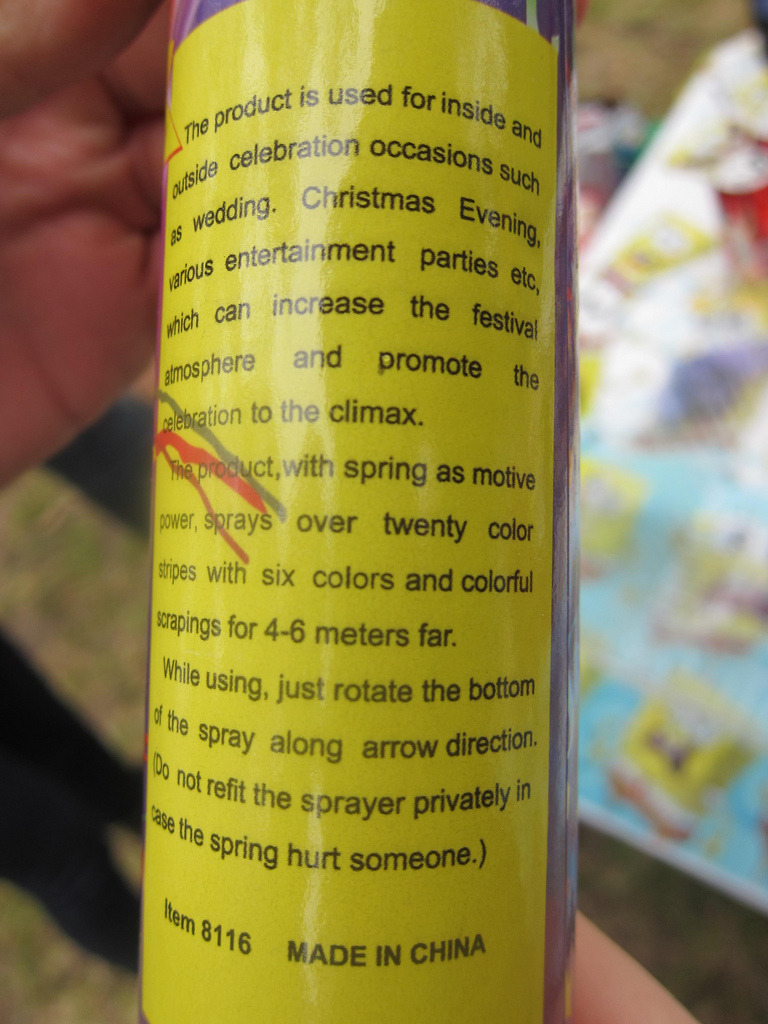 The product is used for inside and
outside celebration occasions such
as wedding. Christmas Evening,
various entertainment parties etc,
which can increase the festival
atmosphere and promote the
celebration to the climax.
The product,with spring as motive
power, sprays over twenty color
stripes with six colors and colorful
scrapings for 4-6 meters far.
While using, just rotate the bottom
of the spray along arrow direction.
(Do not refit the sprayer privately in
case the spring hurt someone.)
Item 8116 MADE IN CHINA